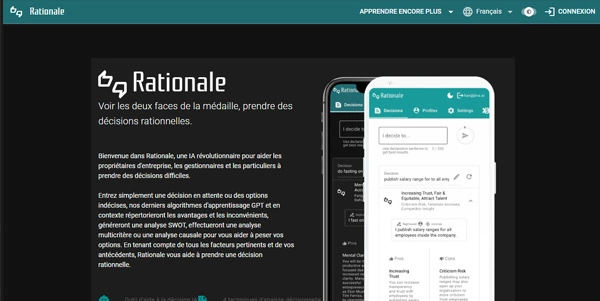 Rationale
APPRENDRE ENCORE PLUS
Français
CONNEXION
Rationale
Voir les deux faces de la médaille, prendre des
décisions rationnelles.
Bienvenue dans Rationale, une IA révolutionnaire pour aider les
propriétaires d'entreprise, les gestionnaires et les particuliers à
prendre des décisions difficiles.
Entrez simplement une décision en attente ou des options
indécises, nos derniers algorithmes d'apprentissage GPT et en
contexte répertorieront les avantages et les inconvénients,
généreront une analyse SWOT, effectueront une analyse
multicritère ou une analyse causale pour vous aider à peser vos
options. En tenant compte de tous les facteurs pertinents et de vos
antécédents, Rationale vous aide à prendre une décision
rationnelle.
Rationale
Decisions
Rationale
Decisions
Profiles
Settings
I decide to...
I decide to...
Decision
do fasting
Decision
publish salary range for to all
Increasing Trust, Fair &
Equitable, Attract Talent
I publish salary ranges for all
employees inside the company.
Pros
Mental
Pros
Cons
Increasing
Trust
Criticism Risk